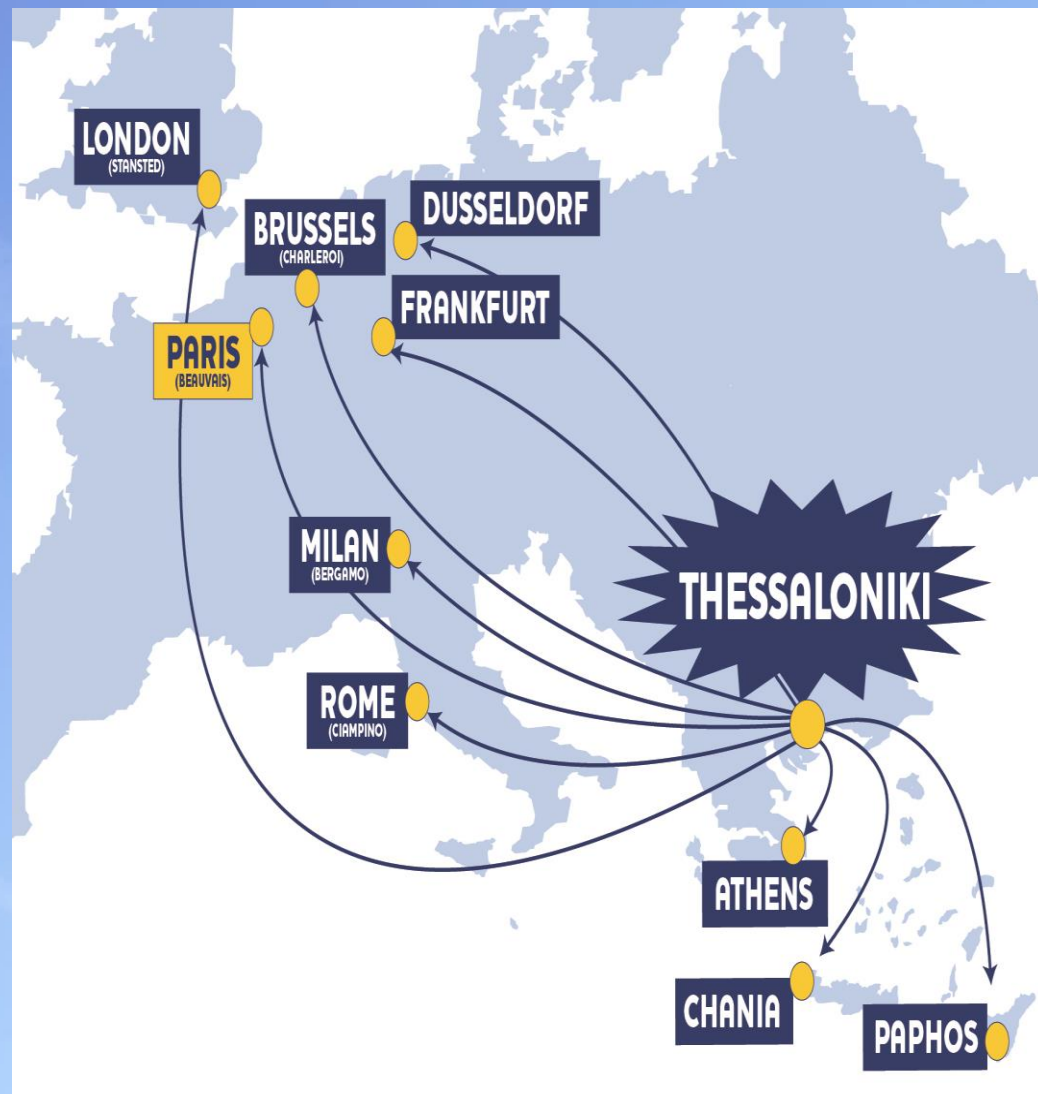 LONDON
(STANSTED)
DUSSELDORF
BRUSSELS
(CHARLEROI)
FRANKFURT
PARIS
(BEAUVAIS)
MILAN
(BERGAMO)
THESSALONIKI
ROME
(CIAMPINO)
ATHENS
CHANIA
PAPHOS